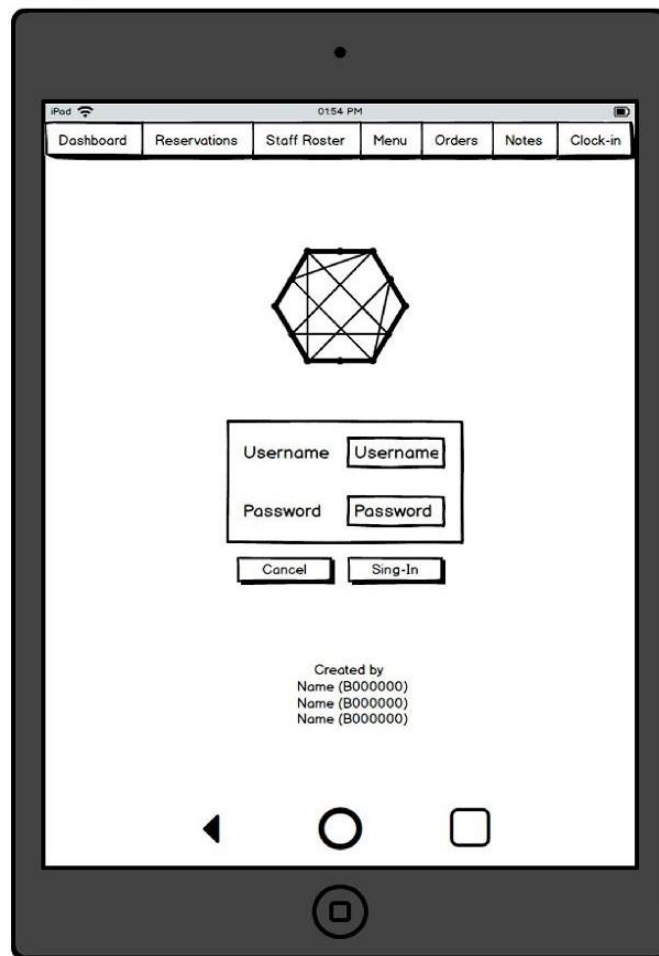 iPod 01:54 PM
Dashboard Reservations Staff Roster Menu Orders Notes Clock-in
Username Username
Password Password
Cancel Sing-In
Created by
Name (B000000)
Name (B000000)
Name (B000000)